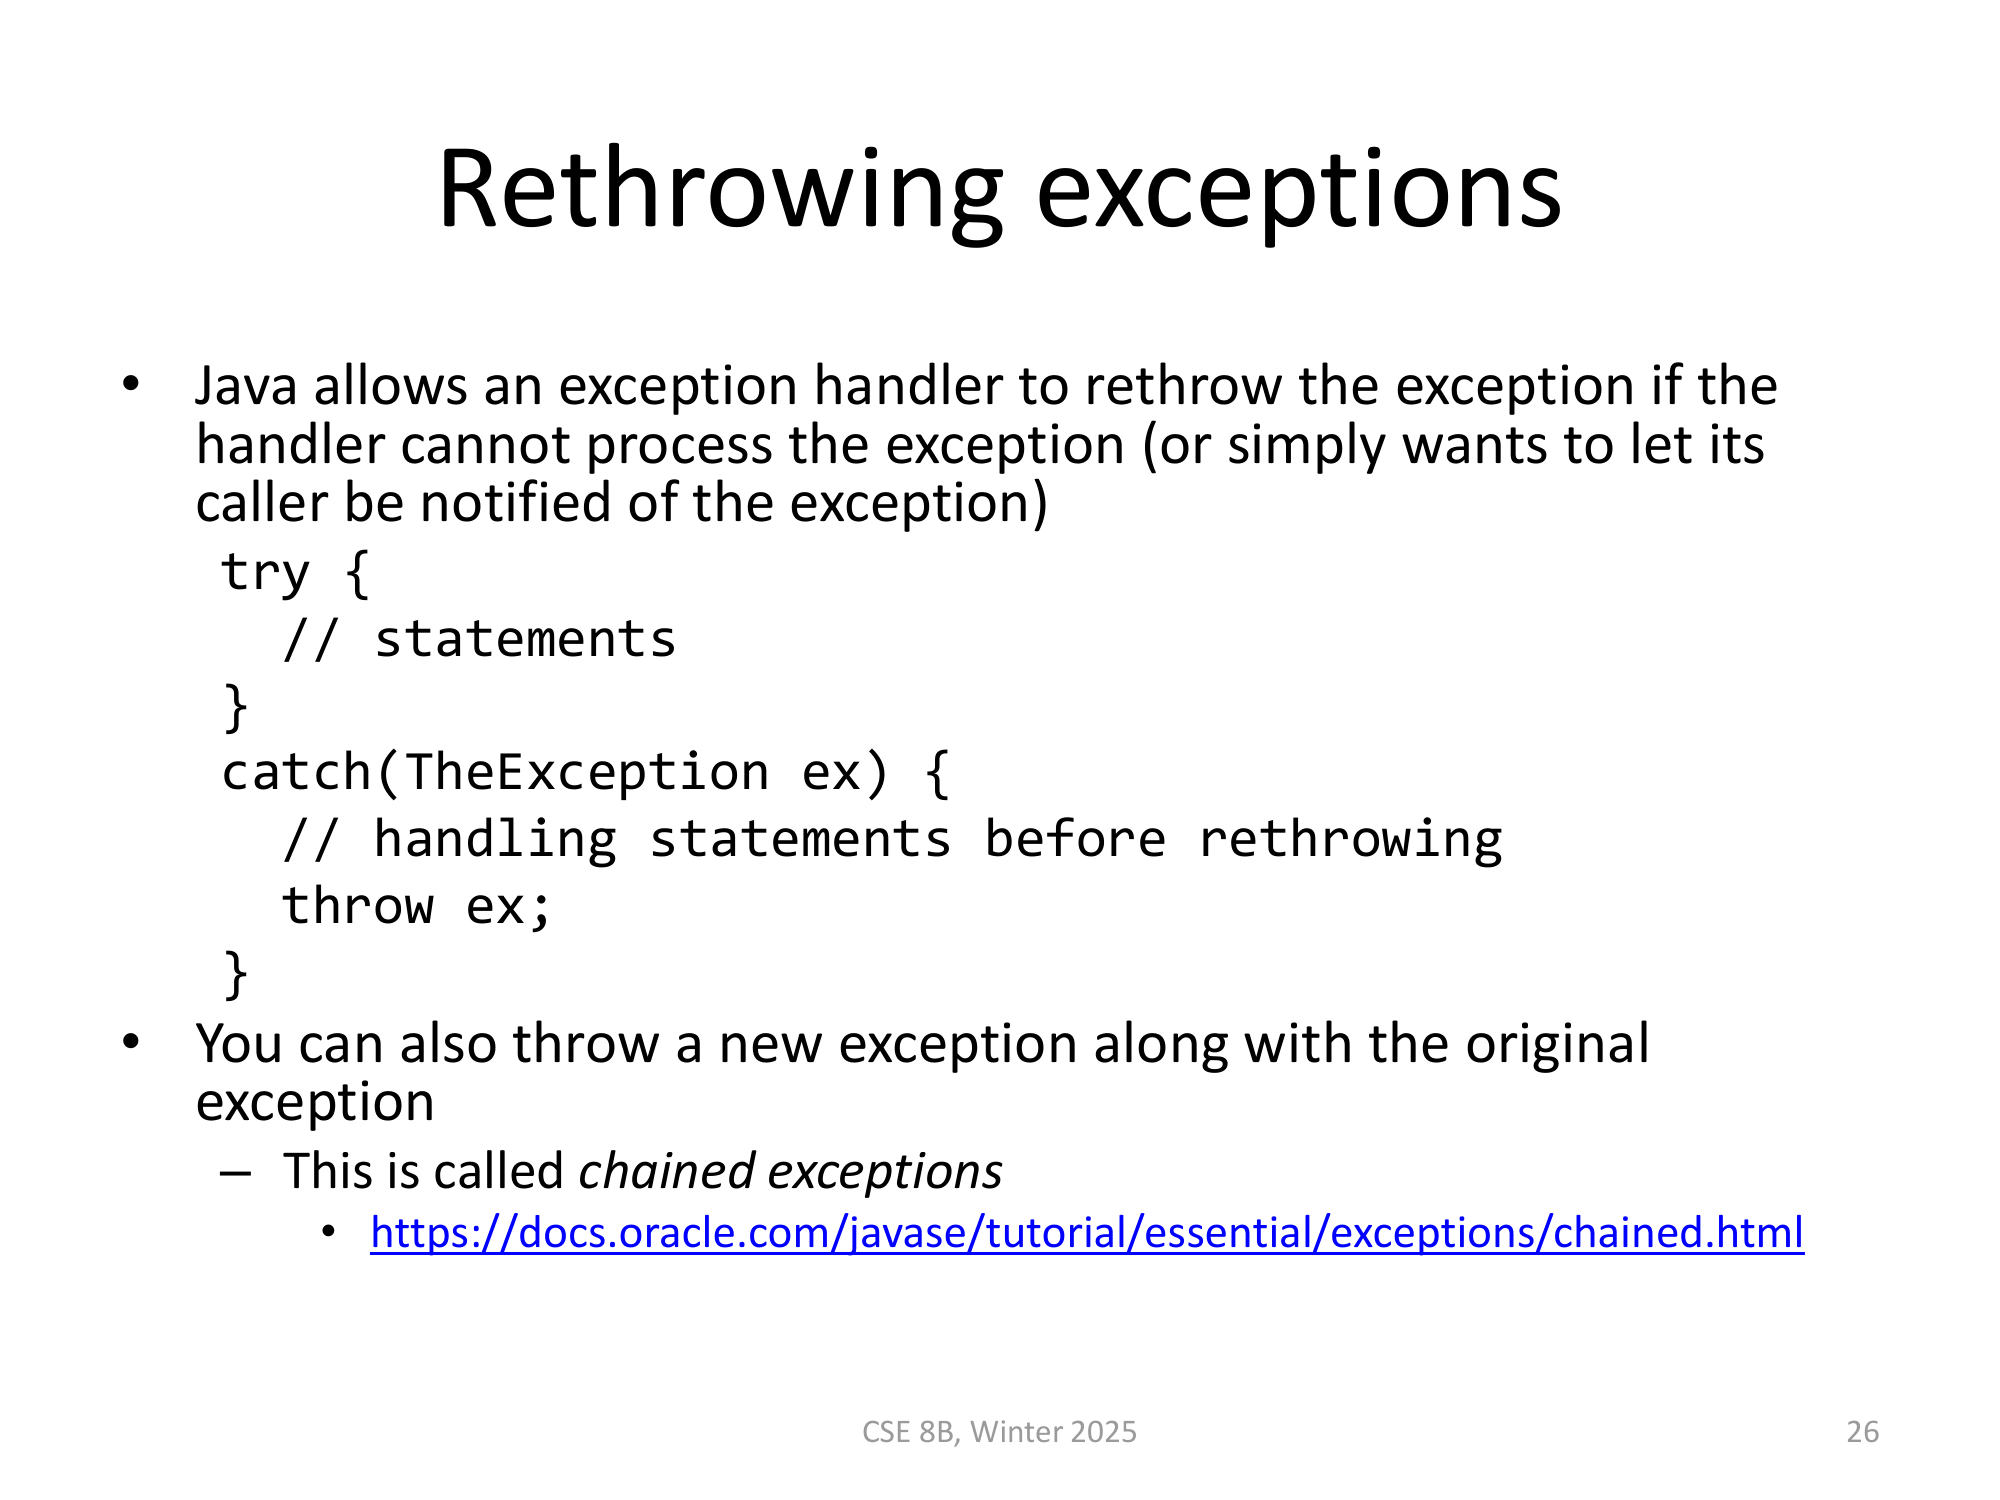 Rethrowing exceptions
• Java allows an exception handler to rethrow the exception if the
handler cannot process the exception (or simply wants to let its
caller be notified of the exception)
try {
  // statements
}
catch(TheException ex) {
  // handling statements before rethrowing
  throw ex;
}
• You can also throw a new exception along with the original
exception
– This is called chained exceptions
• https://docs.oracle.com/javase/tutorial/essential/exceptions/chained.html
CSE 8B, Winter 2025
26